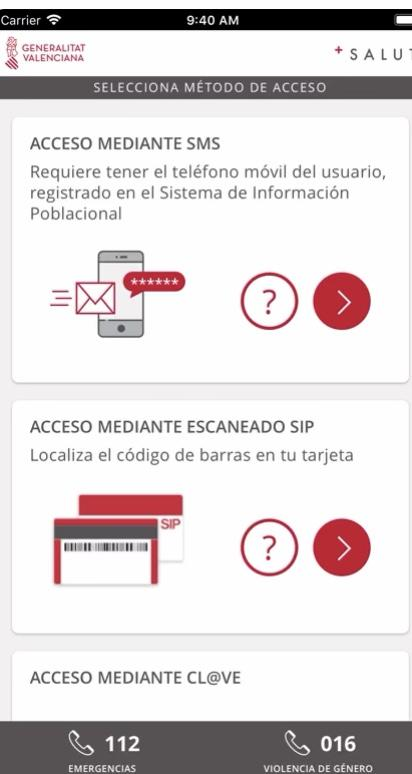 Carrier 9:40 AM
GENERALITAT
VALENCIANA
+ SALUT
SELECCIONA MÉTODO DE ACCESO
ACCESO MEDIANTE SMS
Requiere tener el teléfono móvil del usuario,
registrado en el Sistema de Información
Poblacional
******
?
ACCESO MEDIANTE ESCANEADO SIP
Localiza el código de barras en tu tarjeta
SIP
?
ACCESO MEDIANTE CL@VE
112
EMERGENCIAS
016
VIOLENCIA DE GÉNERO